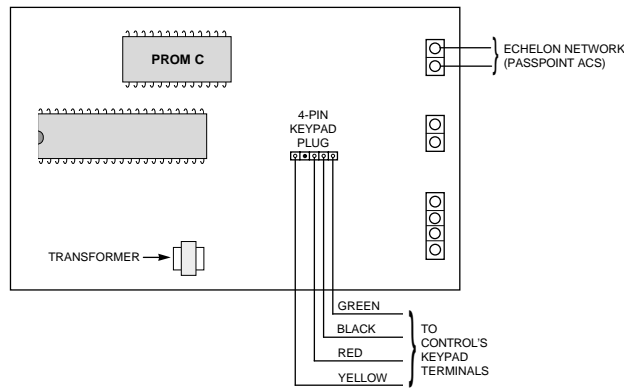 PROM C
ECHELON NETWORK
(PASSPOINT ACS)
4-PIN
KEYPAD
PLUG
TRANSFORMER
GREEN
BLACK
RED
YELLOW
TO
CONTROL'S
KEYPAD
TERMINALS